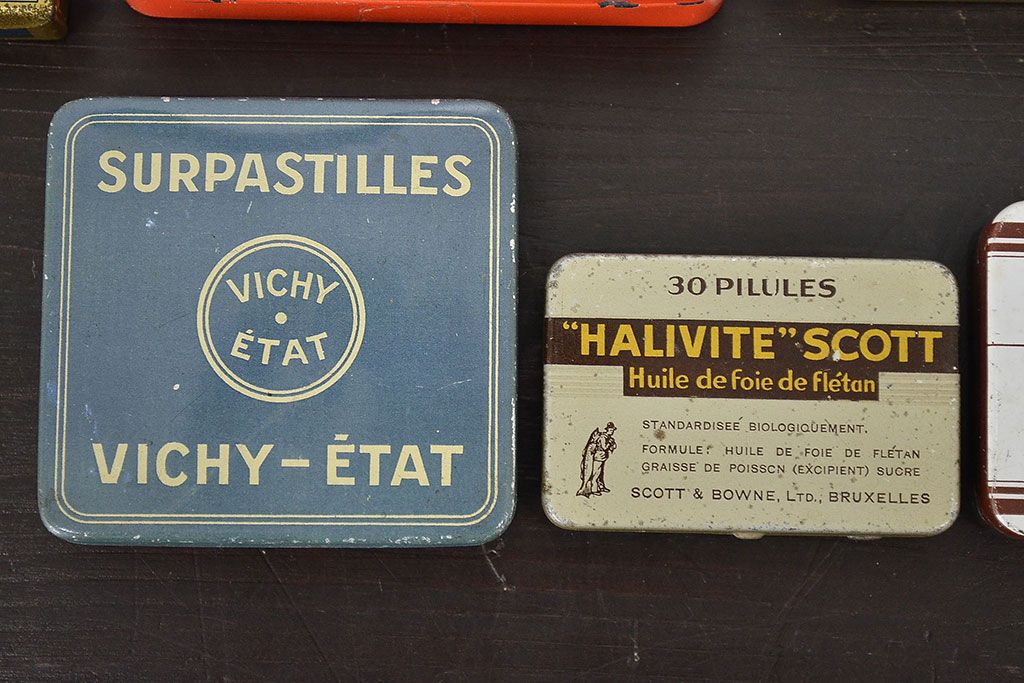 SURPASTILLES
VICHY
ÉTAT
VICHY – ÉTAT
30 PILULES
"HALIVITE" SCOTT
Huile de foie de flétan
STANDARDISEÉ BIOLOGIQUEMENT.
FORMULE: HUILE DE FOIE DE FLÉTAN
GRAISSE DE POISSON (EXCIPIENT) SUCRE
SCOTT & BOWNE, LTD., BRUXELLES